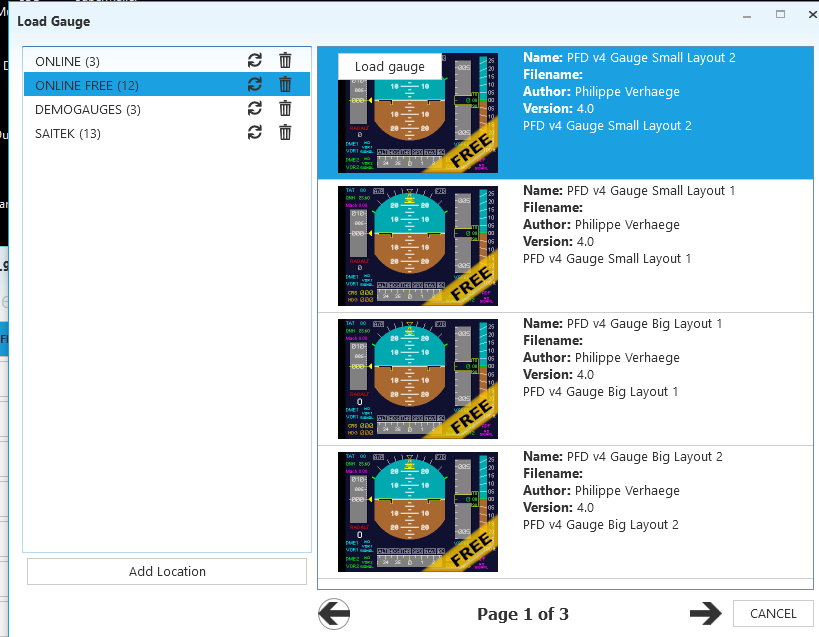 Load Gauge
ONLINE (3)
ONLINE FREE (12)
DEMOGAUGES (3)
SAITEK (13)
Add Location
Load gauge
FREE
Name: PFD v4 Gauge Small Layout 2
Filename:
Author: Philippe Verhaege
Version: 4.0
PFD v4 Gauge Small Layout 2
FREE
Name: PFD v4 Gauge Small Layout 1
Filename:
Author: Philippe Verhaege
Version: 4.0
PFD v4 Gauge Small Layout 1
FREE
Name: PFD v4 Gauge Big Layout 1
Filename:
Author: Philippe Verhaege
Version: 4.0
PFD v4 Gauge Big Layout 1
FREE
Name: PFD v4 Gauge Big Layout 2
Filename:
Author: Philippe Verhaege
Version: 4.0
PFD v4 Gauge Big Layout 2
Page 1 of 3
CANCEL